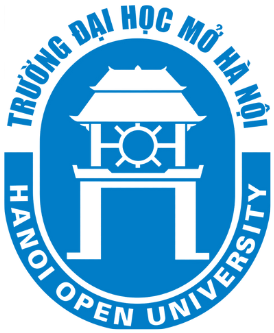 TRƯỜNG ĐẠI HỌC MỞ HÀ NỘI
HANOI OPEN UNIVERSITY